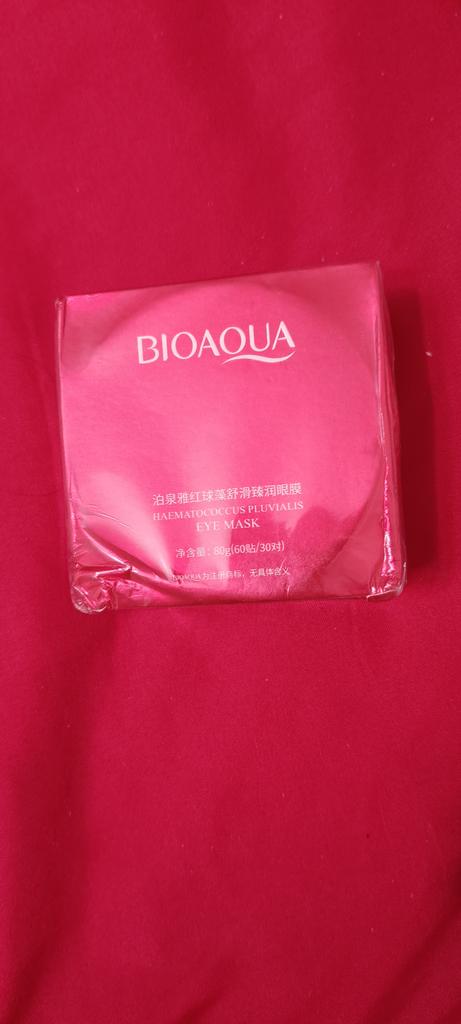 BIOAQUA
泊泉雅红球藻舒滑臻润眼膜
HAEMATOCOCCUS PLUVIALIS
EYE MASK
净含量：80g(60贴/30对)
BIOAQUA为注册商标，无具体含义